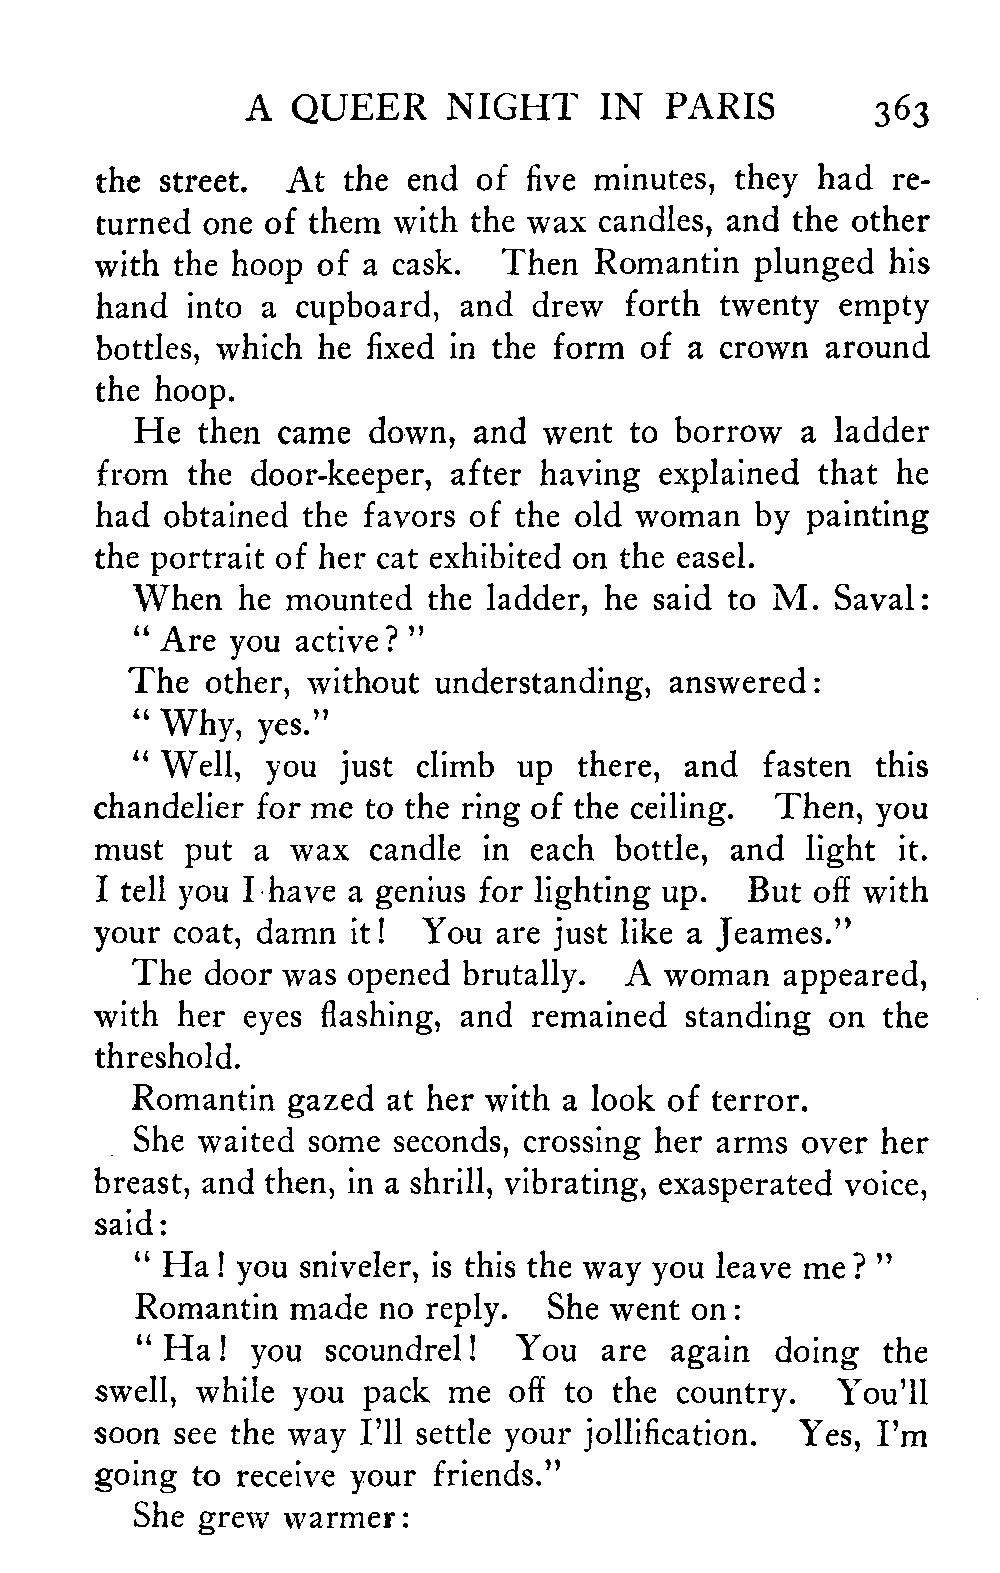 A QUEER NIGHT IN PARIS 363
the street. At the end of five minutes, they had re-
turned one of them with the wax candles, and the other
with the hoop of a cask. Then Romantin plunged his
hand into a cupboard, and drew forth twenty empty
bottles, which he fixed in the form of a crown around
the hoop.
He then came down, and went to borrow a ladder
from the door-keeper, after having explained that he
had obtained the favors of the old woman by painting
the portrait of her cat exhibited on the easel.
When he mounted the ladder, he said to M. Saval:
“ Are you active? ”
The other, without understanding, answered:
“ Why, yes.”
“ Well, you just climb up there, and fasten this
chandelier for me to the ring of the ceiling. Then, you
must put a wax candle in each bottle, and light it.
I tell you I have a genius for lighting up. But off with
your coat, damn it! You are just like a Jeames.”
The door was opened brutally. A woman appeared,
with her eyes flashing, and remained standing on the
threshold.
Romantin gazed at her with a look of terror.
She waited some seconds, crossing her arms over her
breast, and then, in a shrill, vibrating, exasperated voice,
said:
“ Ha! you sniveler, is this the way you leave me? ”
Romantin made no reply. She went on:
“ Ha! you scoundrel! You are again doing the
swell, while you pack me off to the country. You’ll
soon see the way I’ll settle your jollification. Yes, I’m
going to receive your friends.”
She grew warmer: